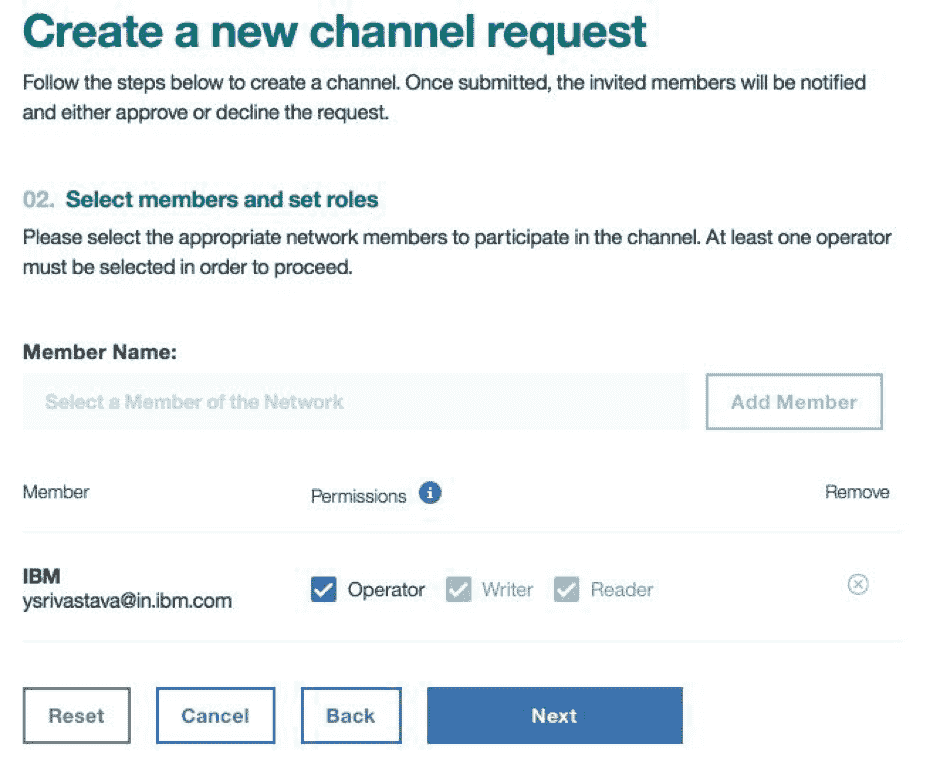 Create a new channel request
Follow the steps below to create a channel. Once submitted, the invited members will be notified
and either approve or decline the request.
02. Select members and set roles
Please select the appropriate network members to participate in the channel. At least one operator
must be selected in order to proceed.
Member Name:
Select a Member of the Network
Add Member
Member Permissions i Remove
IBM
ysrivastava@in.ibm.com
Operator Writer Reader
Reset Cancel Back Next